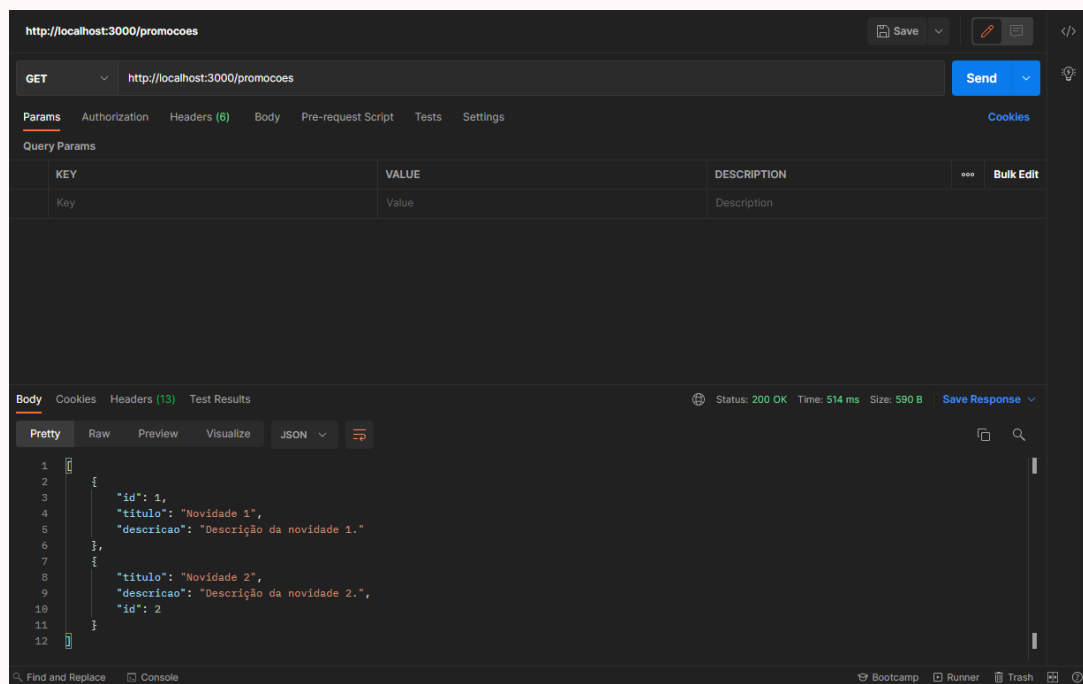 http://localhost:3000/promocoes Save </>
GET http://localhost:3000/promocoes Send
Params Authorization Headers (6) Body Pre-request Script Tests Settings Cookies
Query Params
KEY VALUE DESCRIPTION ooo Bulk Edit
Key Value Description
Body Cookies Headers (13) Test Results Status: 200 OK Time: 514 ms Size: 590 B Save Response
Pretty Raw Preview Visualize JSON
1 [
2 {
3 "id": 1,
4 "titulo": "Novidade 1",
5 "descricao": "Descrição da novidade 1."
6 },
7 {
8 "titulo": "Novidade 2",
9 "descricao": "Descrição da novidade 2.",
10 "id": 2
11 }
12 ]
Find and Replace Console Bootcamp Runner Trash